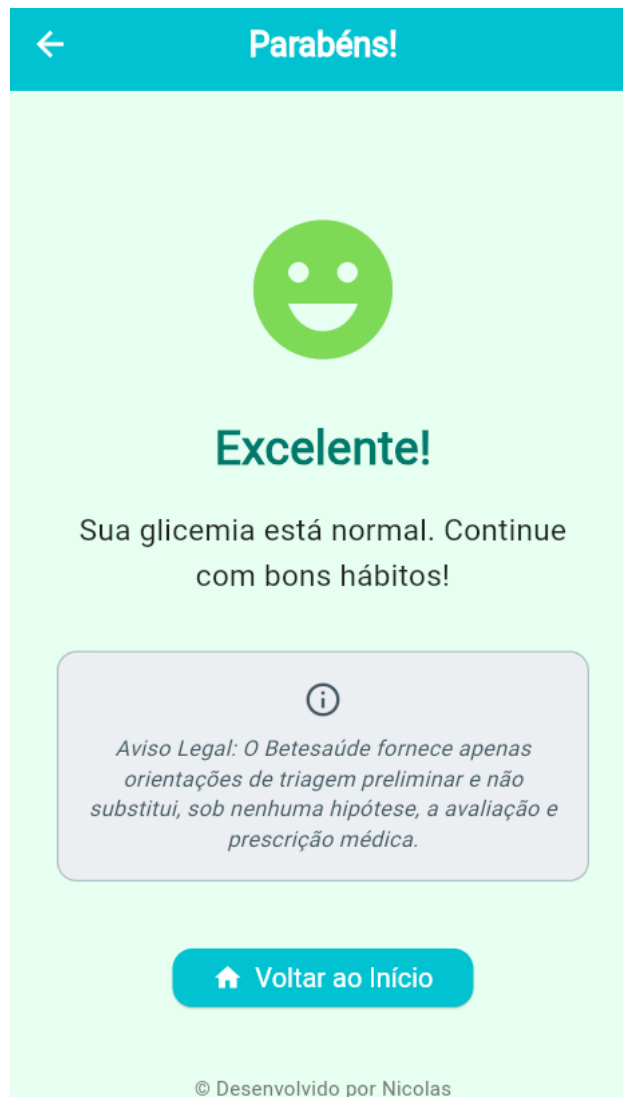 Parabéns!
Excelente!
Sua glicemia está normal. Continue
com bons hábitos!
Aviso Legal: O Betesaúde fornece apenas
orientações de triagem preliminar e não
substitui, sob nenhuma hipótese, a avaliação e
prescrição médica.
Voltar ao Início
© Desenvolvido por Nicolas